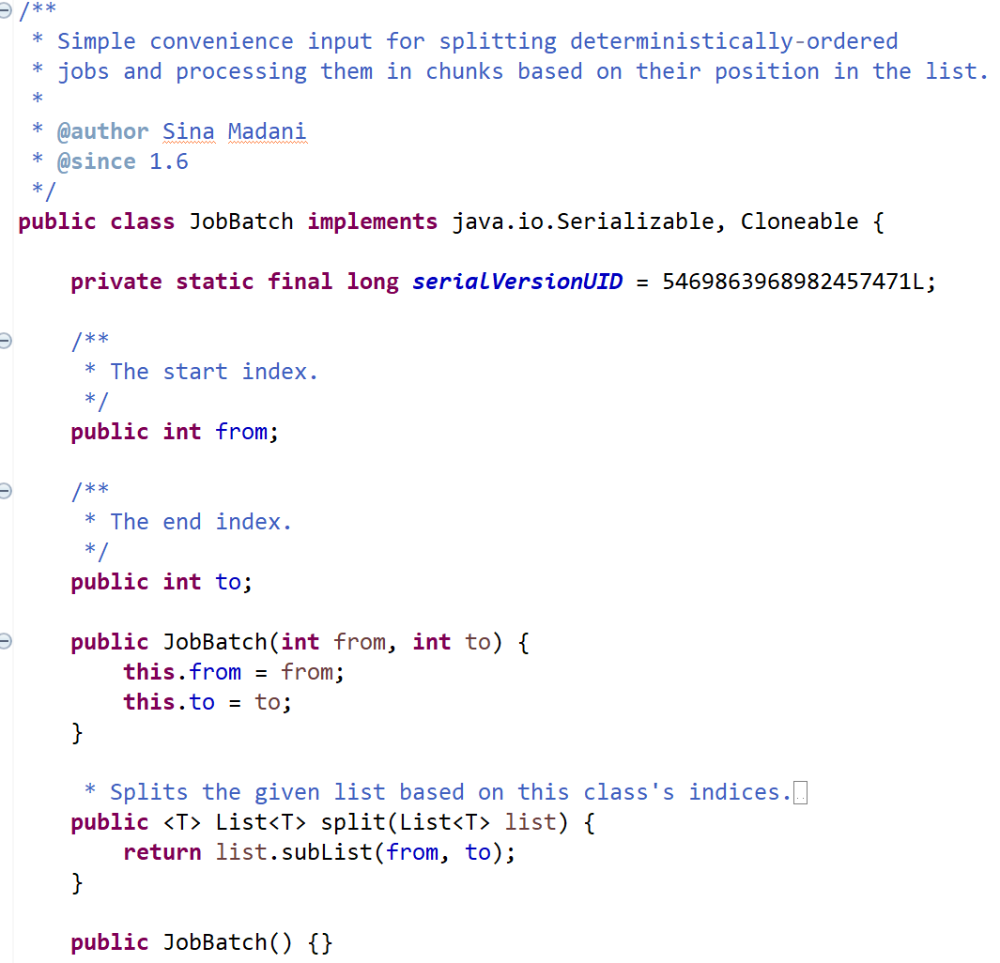 /**
 * Simple convenience input for splitting deterministically-ordered
 * jobs and processing them in chunks based on their position in the list.
 *
 * @author Sina Madani
 * @since 1.6
 */
public class JobBatch implements java.io.Serializable, Cloneable {
    private static final long serialVersionUID = 5469863968982457471L;
    /**
     * The start index.
     */
    public int from;
    /**
     * The end index.
     */
    public int to;
    public JobBatch(int from, int to) {
        this.from = from;
        this.to = to;
    }
     * Splits the given list based on this class's indices.
    public <T> List<T> split(List<T> list) {
        return list.subList(from, to);
    }
    public JobBatch() {}